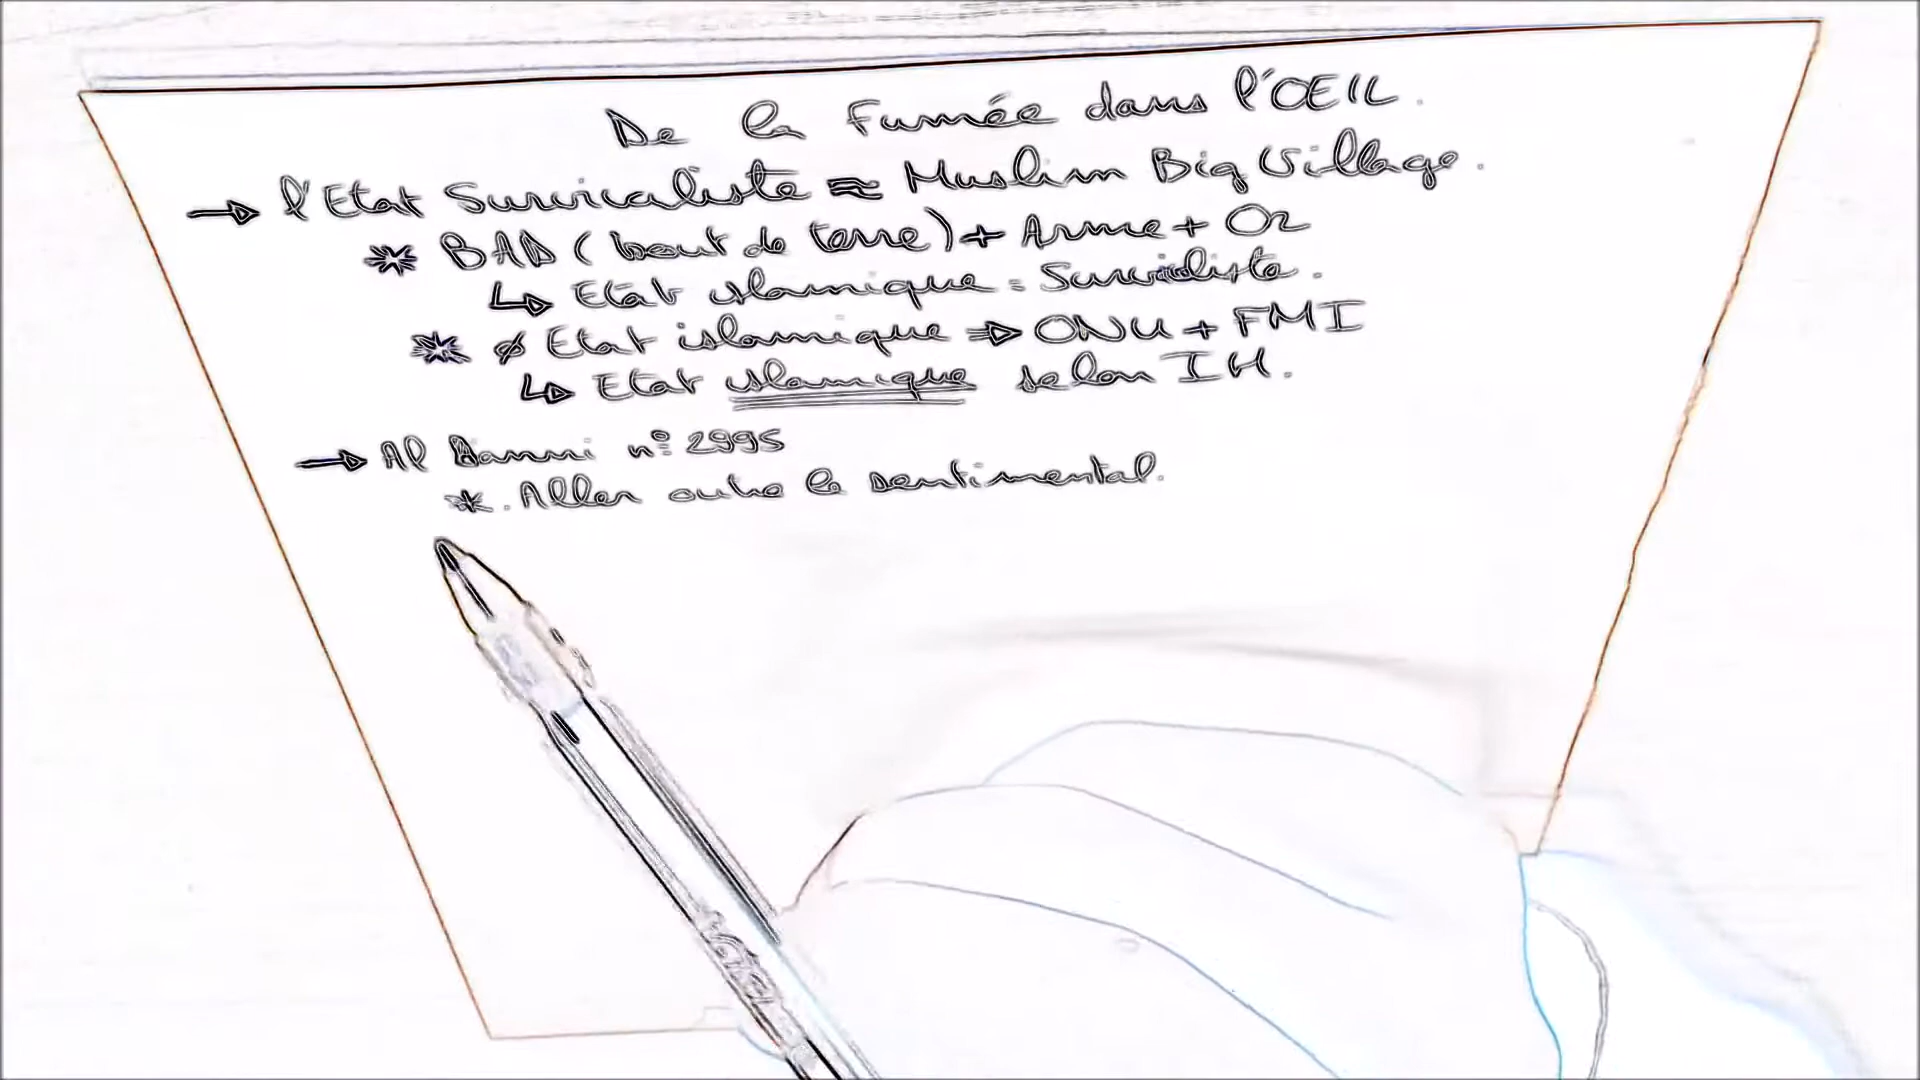 De la Fumée dans l'OEIL.
→ l'Etat Survivaliste ≈ Muslim Big Village.
* BAD (bout de terre) + Arme + Or
↳ Etat islamique = Survivaliste.
* ø Etat islamique ⇒ ONU + FMI
↳ Etat islamique selon IH.
→ Al n° 2995
*. Aller outre le sentimental.